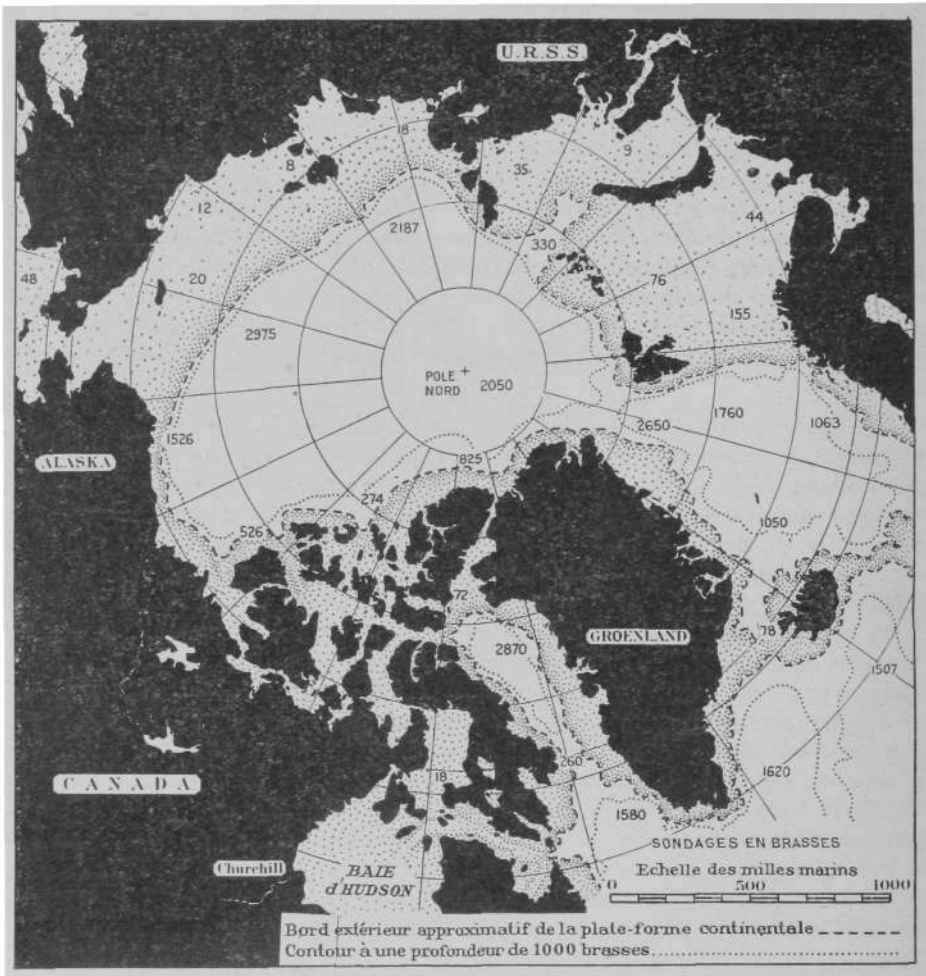 U.R.S.S
18
8
35
9
12
2187
330
44
48
20
76
2975
155
POLE
NORD
2050
1526
2650
1760
1063
ALASKA
825
274
526
1050
72
GROENLAND
78
2870
1507
CANADA
260
18
1620
1580
SONDAGES EN BRASSES
Churchill
BAIE
d'HUDSON
Echelle des milles marins
0 500 1000
Bord extérieur approximatif de la plate-forme continentale
Contour à une profondeur de 1000 brasses